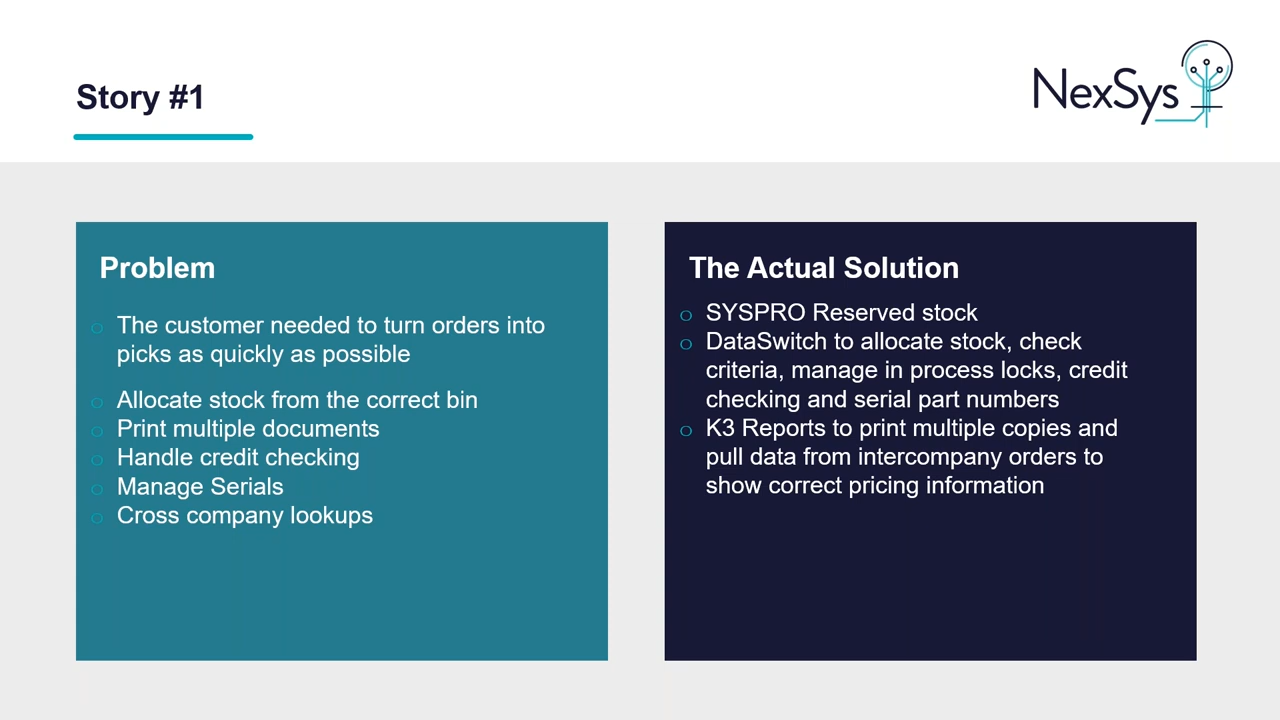 Story #1
NexSys
Problem
The customer needed to turn orders into
picks as quickly as possible
Allocate stock from the correct bin
Print multiple documents
Handle credit checking
Manage Serials
Cross company lookups
The Actual Solution
SYSPRO Reserved stock
DataSwitch to allocate stock, check
criteria, manage in process locks, credit
checking and serial part numbers
K3 Reports to print multiple copies and
pull data from intercompany orders to
show correct pricing information